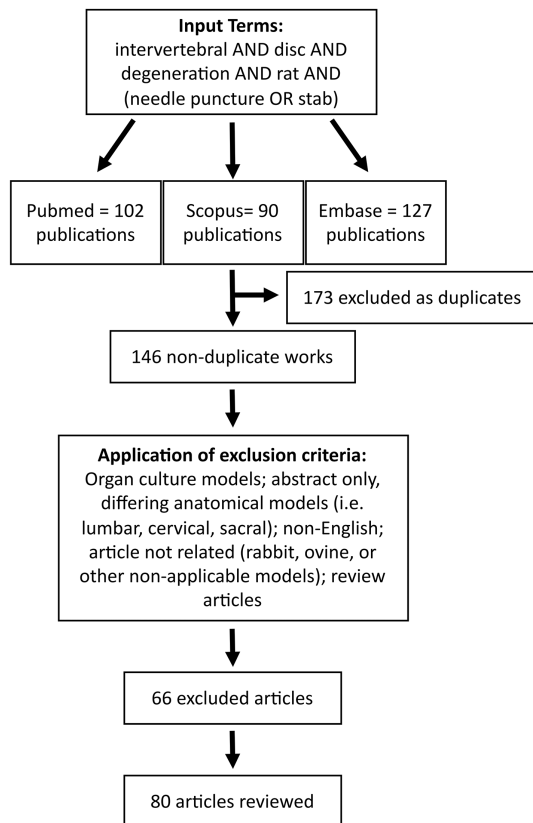 Input Terms:
intervertebral AND disc AND
degeneration AND rat AND
(needle puncture OR stab)
Pubmed = 102
publications
Scopus= 90
publications
Embase = 127
publications
173 excluded as duplicates
146 non-duplicate works
Application of exclusion criteria:
Organ culture models; abstract only,
differing anatomical models (i.e.
lumbar, cervical, sacral); non-English;
article not related (rabbit, ovine, or
other non-applicable models); review
articles
66 excluded articles
80 articles reviewed